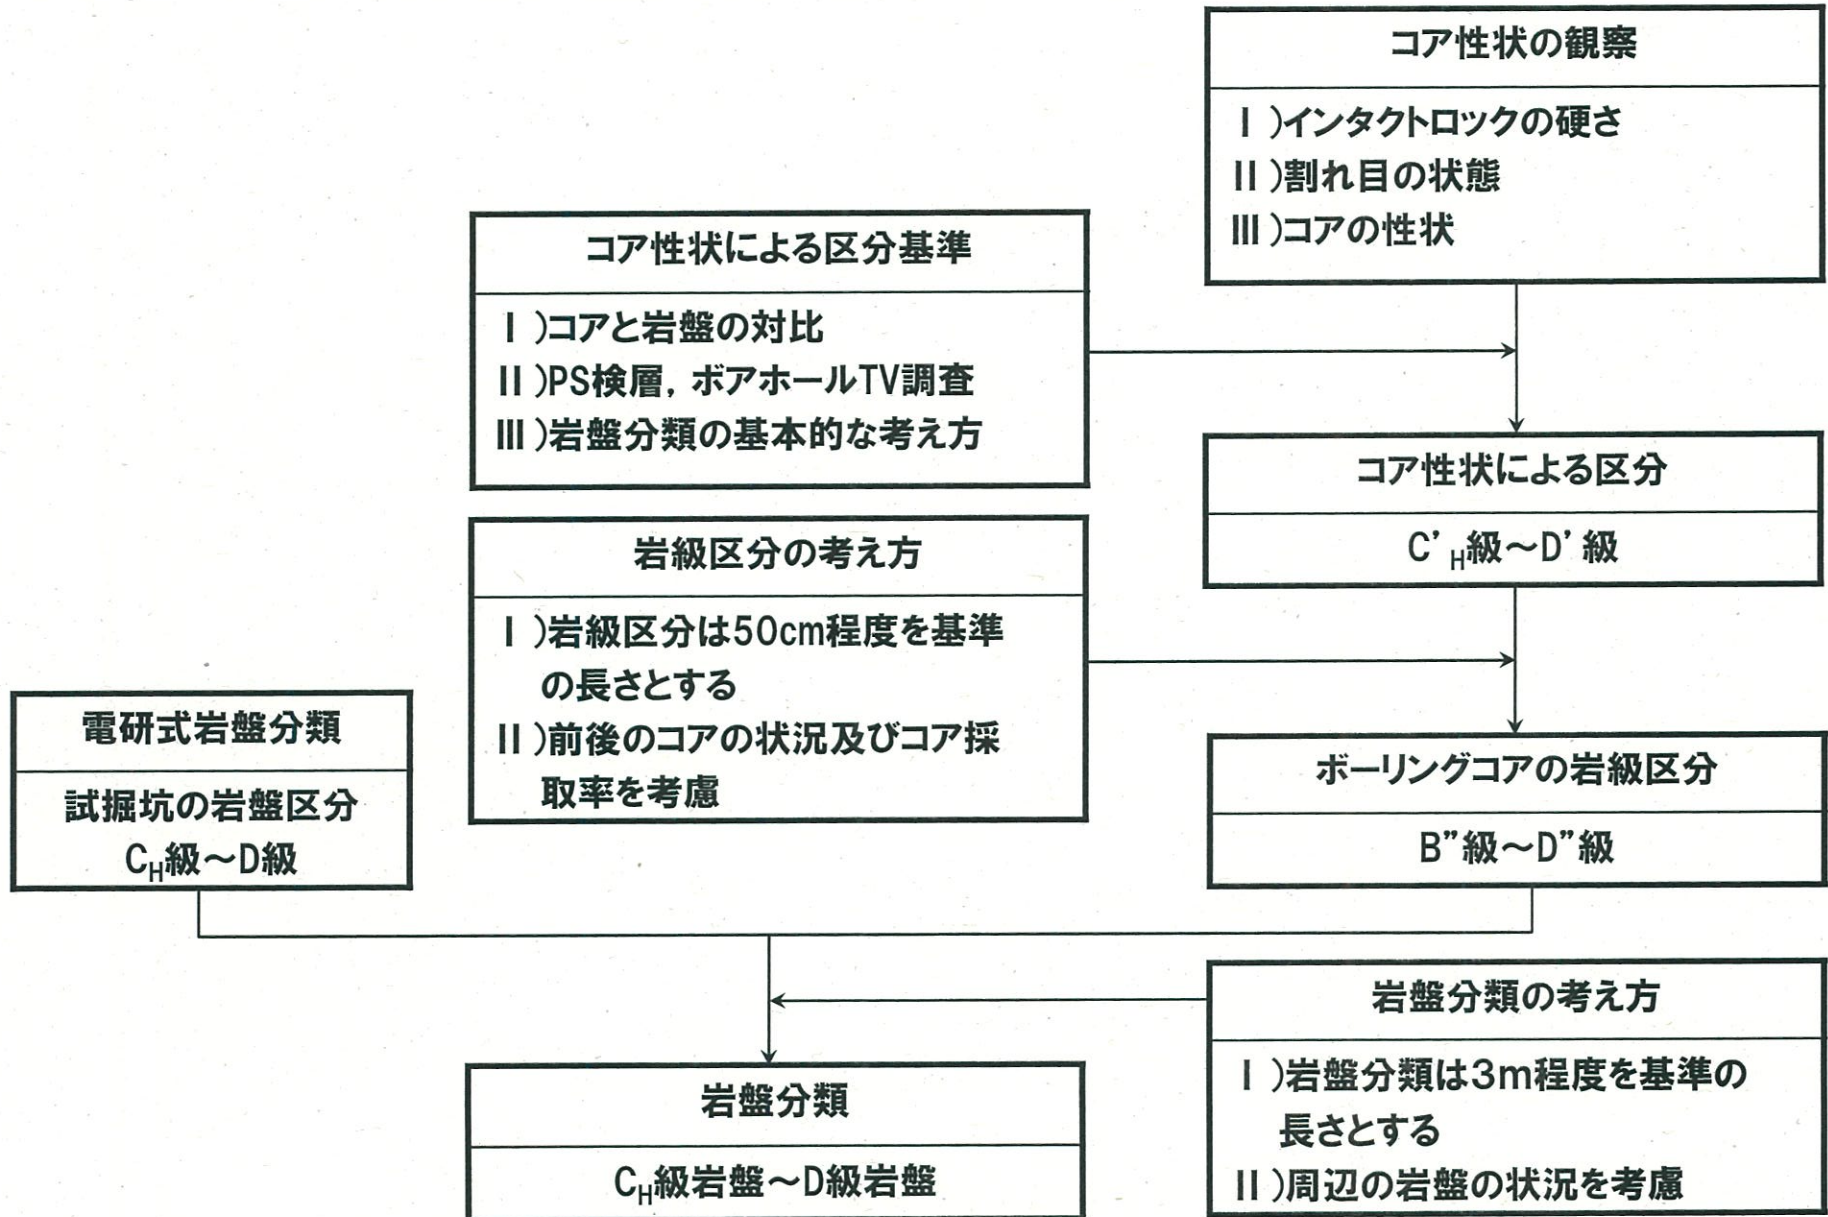 コア性状の観察
Ⅰ)インタクトロックの硬さ
Ⅱ)割れ目の状態
Ⅲ)コアの性状
コア性状による区分基準
Ⅰ)コアと岩盤の対比
Ⅱ)PS検層，ボアホールTV調査
Ⅲ)岩盤分類の基本的な考え方
コア性状による区分
C’H級～D’級
岩級区分の考え方
Ⅰ)岩級区分は50cm程度を基準
の長さとする
Ⅱ)前後のコアの状況及びコア採
取率を考慮
電研式岩盤分類
試掘坑の岩盤区分
CH級～D級
ボーリングコアの岩級区分
B”級～D”級
岩盤分類の考え方
Ⅰ)岩盤分類は3m程度を基準の
長さとする
Ⅱ)周辺の岩盤の状況を考慮
岩盤分類
CH級岩盤～D級岩盤